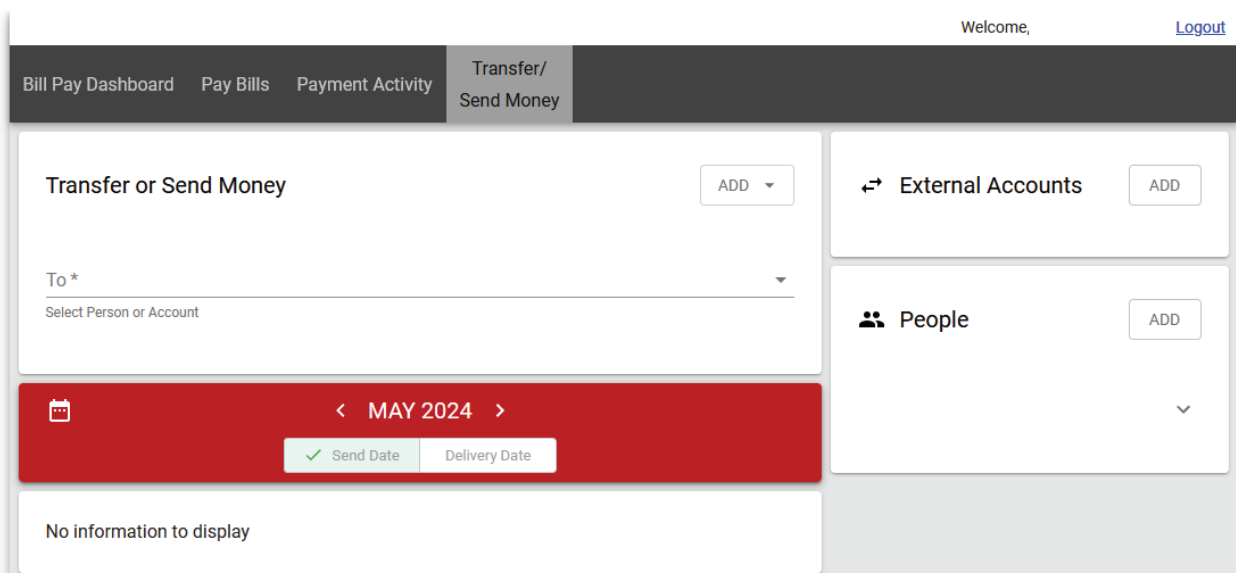 Welcome,
Logout
Bill Pay Dashboard
Pay Bills
Payment Activity
Transfer/
Send Money
Transfer or Send Money
ADD
To *
Select Person or Account
MAY 2024
Send Date
Delivery Date
No information to display
External Accounts
ADD
People
ADD